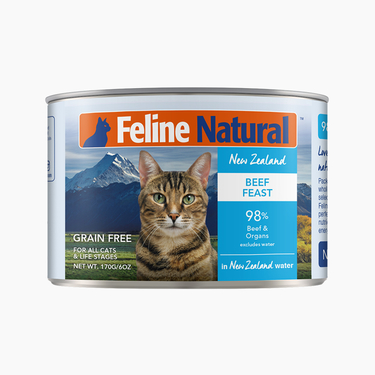 Feline Natural™
New Zealand
BEEF
FEAST
98%
Beef &
Organs
excludes water
in New Zealand water
GRAIN FREE
FOR ALL CATS
& LIFE STAGES
NET WT. 170G/6OZ